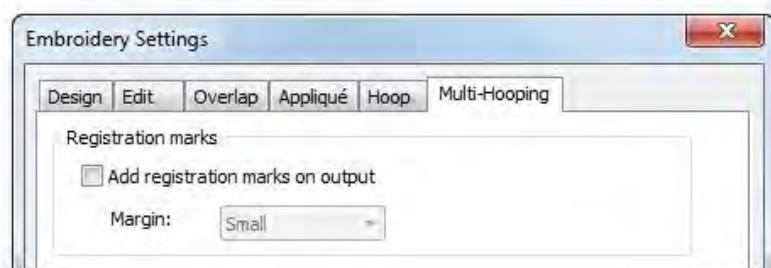 Embroidery Settings
Design Edit Overlap Appliqué Hoop Multi-Hooping
Registration marks
Add registration marks on output
Margin: Small